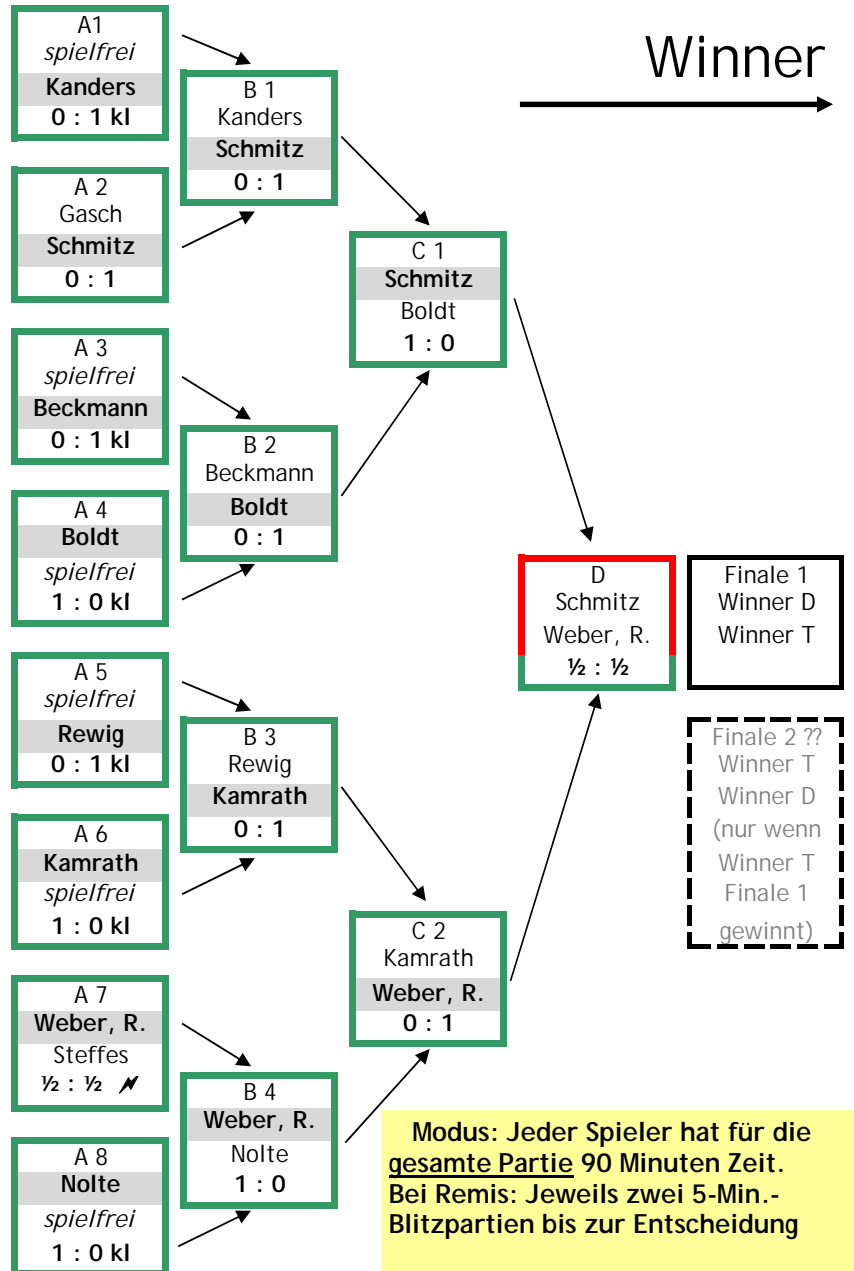 Winner
A1
spielfrei
Kanders
0 : 1 kl
A 2
Gasch
Schmitz
0 : 1
A 3
spielfrei
Beckmann
0 : 1 kl
A 4
Boldt
spielfrei
1 : 0 kl
A 5
spielfrei
Rewig
0 : 1 kl
A 6
Kamrath
spielfrei
1 : 0 kl
A 7
Weber, R.
Steffes
½ : ½
A 8
Nolte
spielfrei
1 : 0 kl
B 1
Kanders
Schmitz
0 : 1
B 2
Beckmann
Boldt
0 : 1
B 3
Rewig
Kamrath
0 : 1
B 4
Weber, R.
Nolte
1 : 0
C 1
Schmitz
Boldt
1 : 0
C 2
Kamrath
Weber, R.
0 : 1
D
Schmitz
Weber, R.
½ : ½
Finale 1
Winner D
Winner T
Finale 2 ??
Winner T
Winner D
(nur wenn
Winner T
Finale 1
gewinnt)
Modus: Jeder Spieler hat für die
gesamte Partie 90 Minuten Zeit.
Bei Remis: Jeweils zwei 5-Min.-
Blitzpartien bis zur Entscheidung